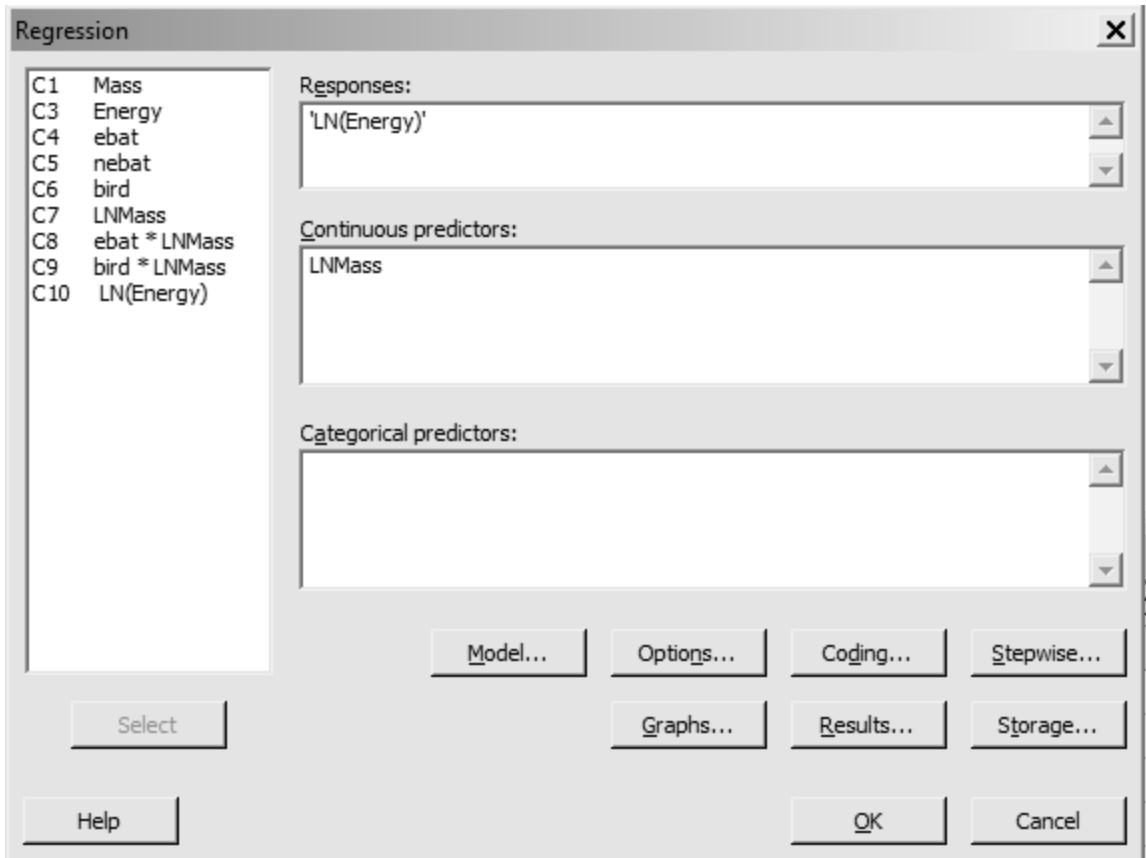 Regression
C1 Mass
C3 Energy
C4 ebat
C5 nebat
C6 bird
C7 LNMass
C8 ebat * LNMass
C9 bird * LNMass
C10 LN(Energy)
Responses:
'LN(Energy)'
Continuous predictors:
LNMass
Categorical predictors:
Model... Options... Coding... Stepwise...
Select Graphs... Results... Storage...
Help OK Cancel